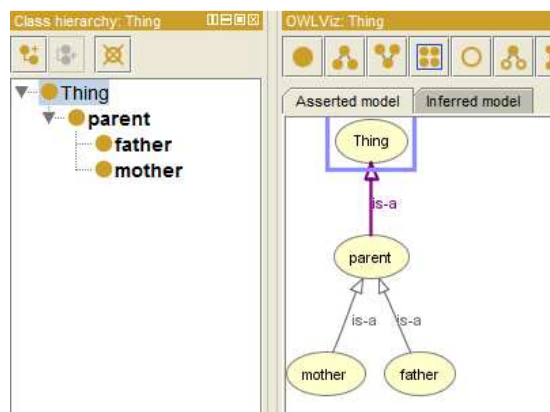 Class hierarchy: Thing
Thing
parent
father
mother
OWLViz: Thing
Asserted model
Inferred model
Thing
is-a
parent
is-a
is-a
mother
father